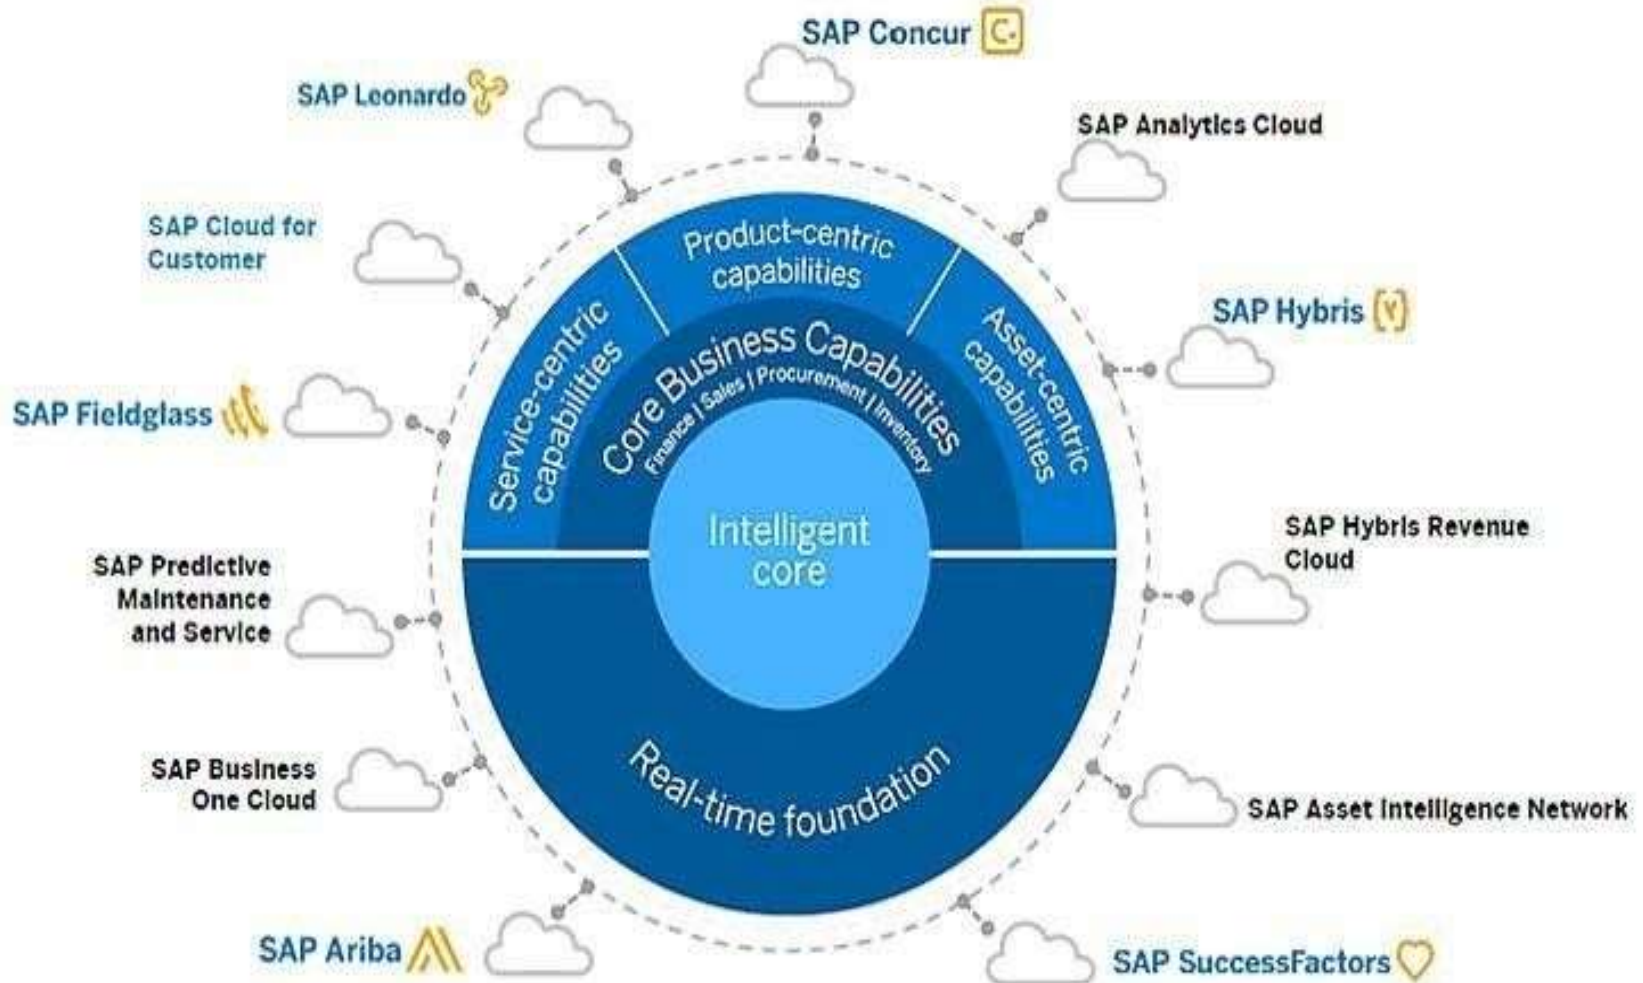 SAP Concur
SAP Leonardo
SAP Analytics Cloud
SAP Cloud for
Customer
Product-centric
capabilities
Service-centric
capabilities
Asset-centric
capabilities
SAP Hybris
Core Business Capabilities
Finance | Sales | Procurement | Inventory
SAP Fieldglass
Intelligent
core
SAP Hybris Revenue
Cloud
SAP Predictive
Maintenance
and Service
Real-time foundation
SAP Business
One Cloud
SAP Asset Intelligence Network
SAP Ariba
SAP SuccessFactors